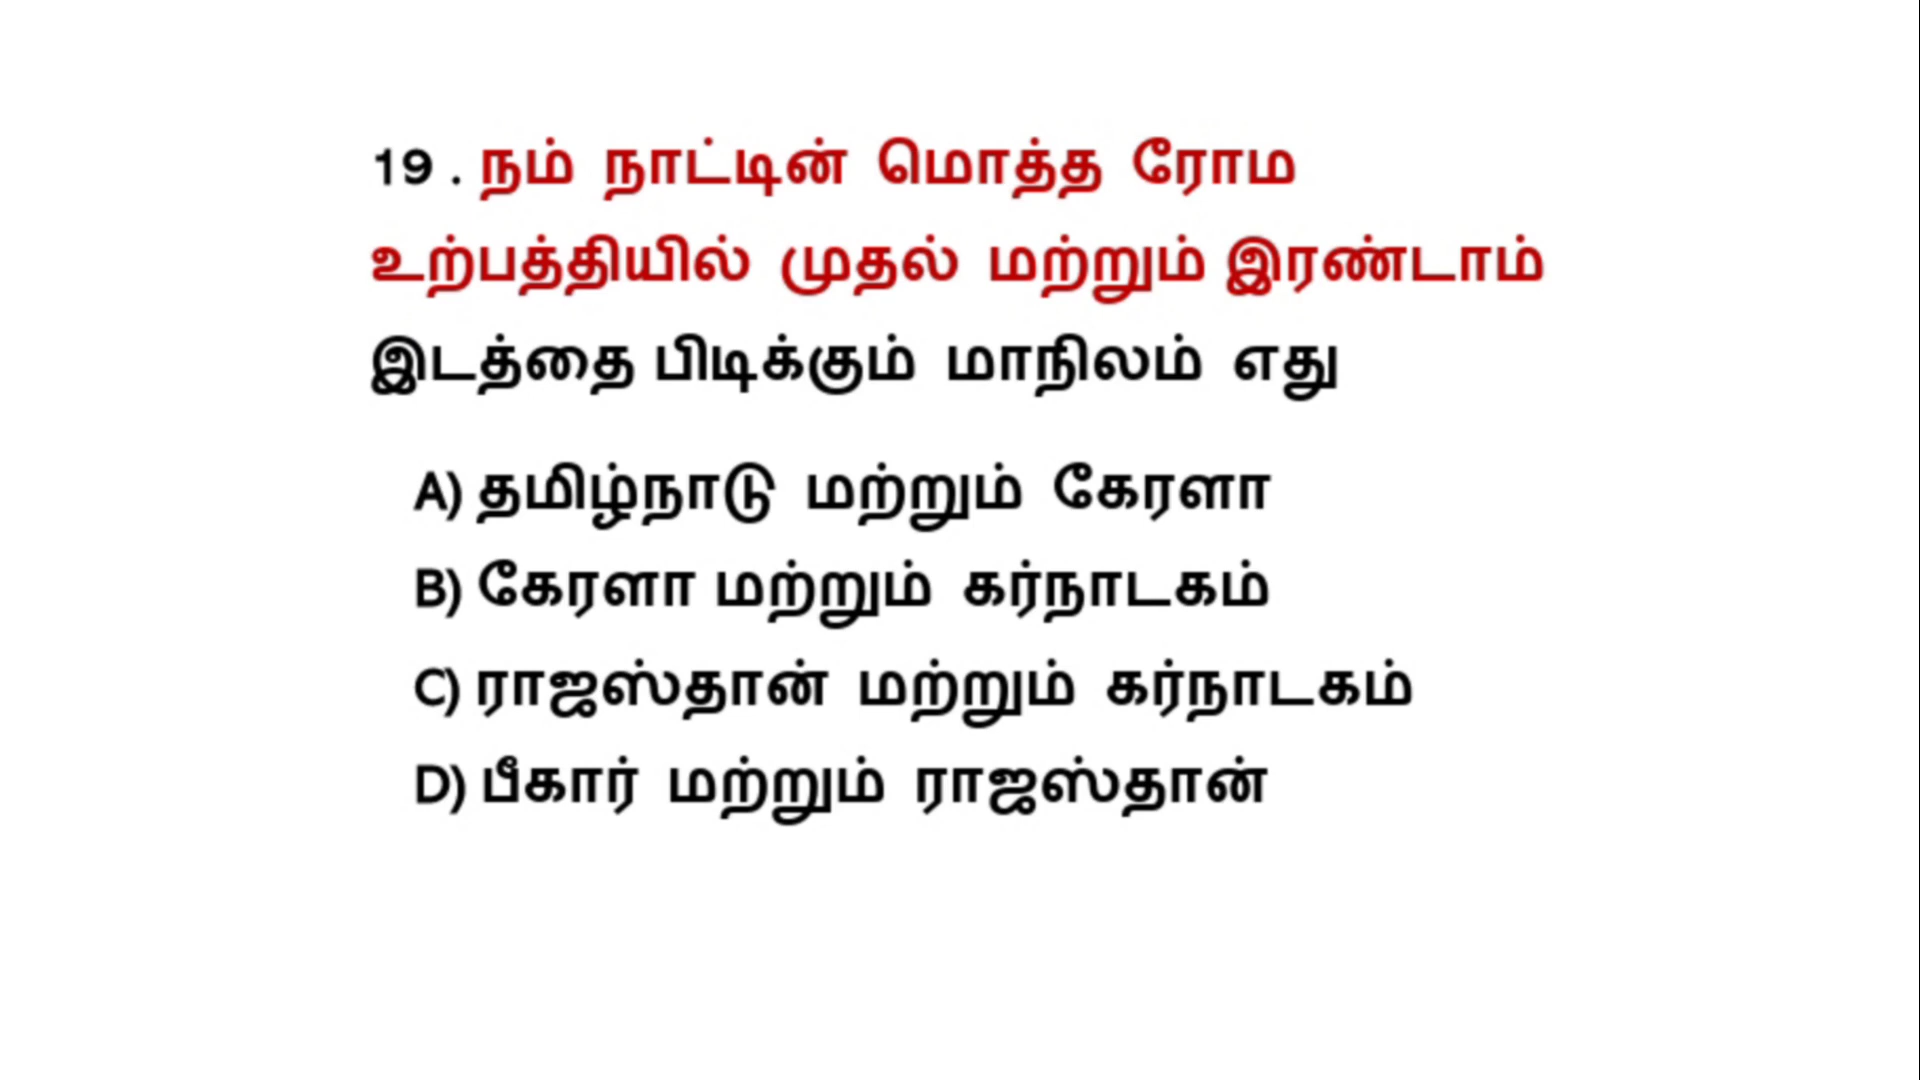 19 . நம் நாட்டின் மொத்த ரோம
உற்பத்தியில் முதல் மற்றும் இரண்டாம்
இடத்தை பிடிக்கும் மாநிலம் எது
A) தமிழ்நாடு மற்றும் கேரளா
B) கேரளா மற்றும் கர்நாடகம்
C) ராஜஸ்தான் மற்றும் கர்நாடகம்
D) பீகார் மற்றும் ராஜஸ்தான்